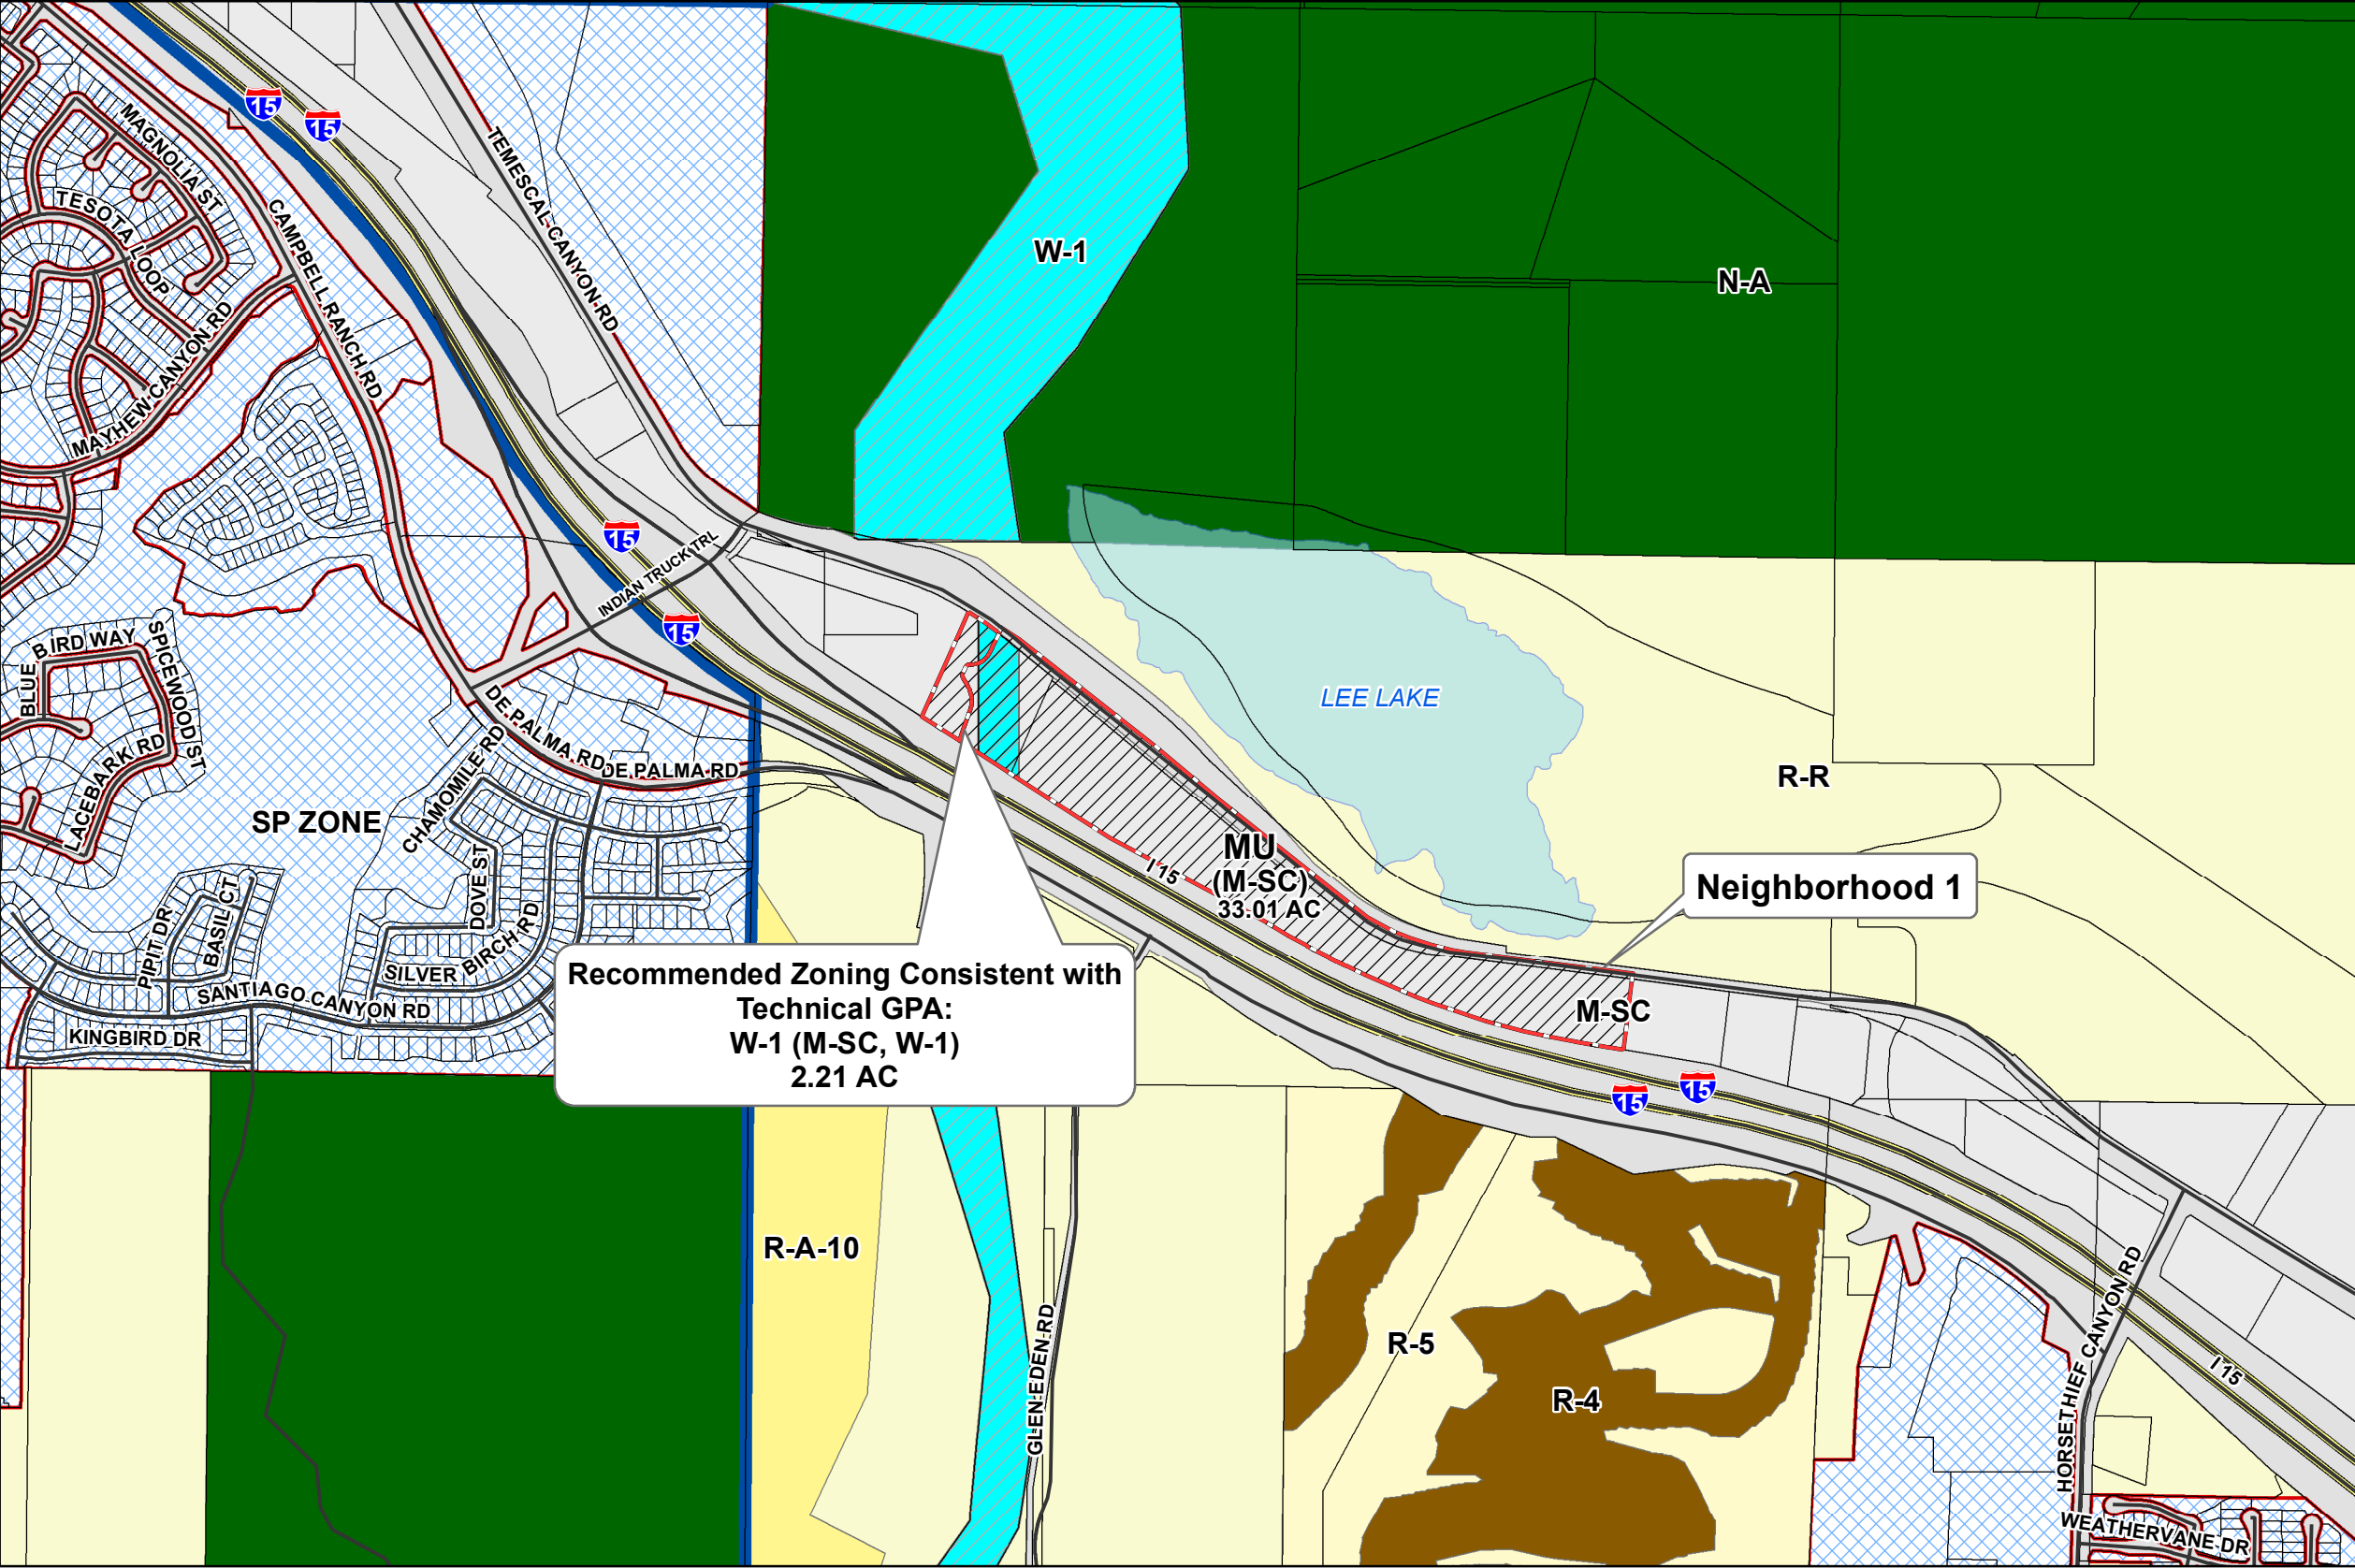 15
15
MAGNOLIA ST
TEMESCAL CANYON RD
TESOTA LOOP
CAMPBELL RANCH RD
W-1
N-A
MAYHEW CANYON RD
15
INDIAN TRUCK TRL
15
BLUE BIRD WAY
SPICEWOOD ST
LEE LAKE
DE PALMA RD
DE PALMA RD
LACEBARK RD
CHAMOMILE RD
R-R
SP ZONE
MU
(M-SC)
33.01 AC
I 15
Neighborhood 1
DOVE ST
BASIL CT
PIPIT DR
SILVER BIRCH RD
SANTIAGO CANYON RD
KINGBIRD DR
Recommended Zoning Consistent with
Technical GPA:
W-1 (M-SC, W-1)
2.21 AC
M-SC
15
15
R-A-10
GLEN EDEN RD
R-5
R-4
HORSETHIEF CANYON RD
I 15
WEATHERVANE DR